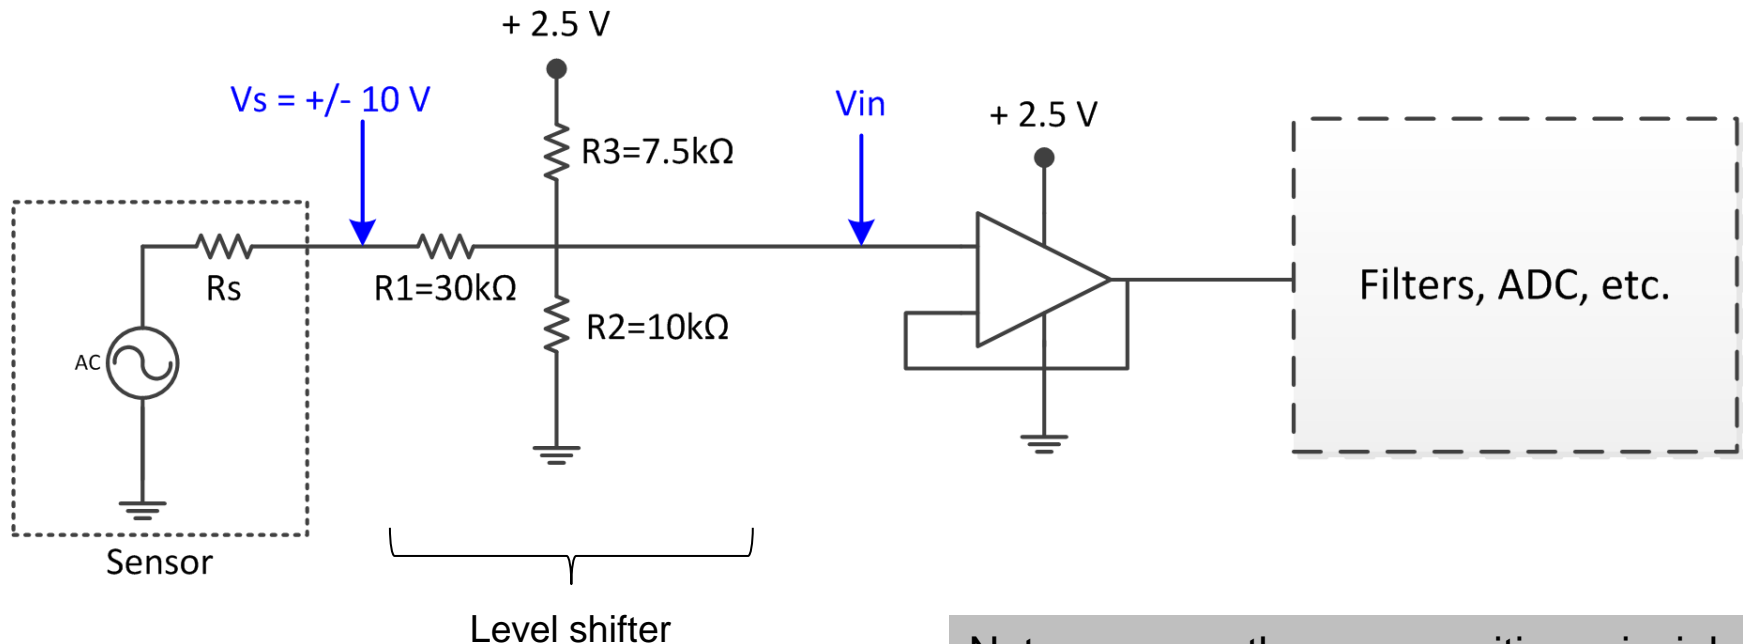 + 2.5 V
Vs = +/- 10 V
Vin
+ 2.5 V
R3=7.5kΩ
Rs
R1=30kΩ
R2=10kΩ
Filters, ADC, etc.
AC
Sensor
Level shifter